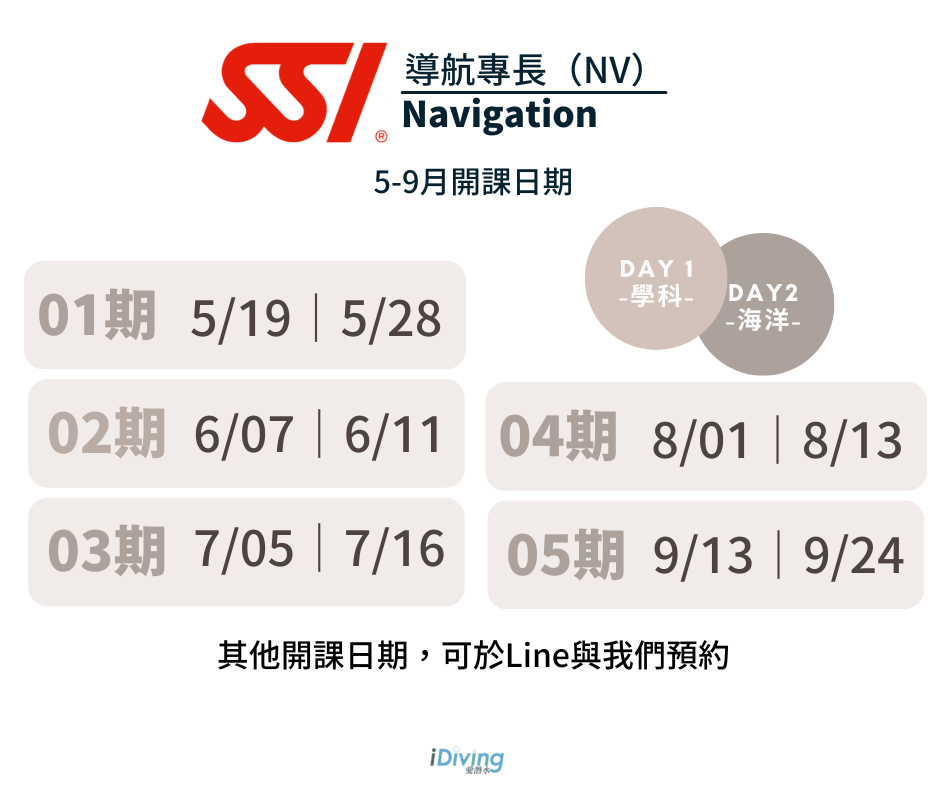 SSI®
導航專長（NV）
Navigation
5-9月開課日期
DAY 1
-學科-
DAY2
-海洋-
01期 5/19｜5/28
02期 6/07｜6/11
03期 7/05｜7/16
04期 8/01｜8/13
05期 9/13｜9/24
其他開課日期，可於Line與我們預約
iDiving
愛潛水